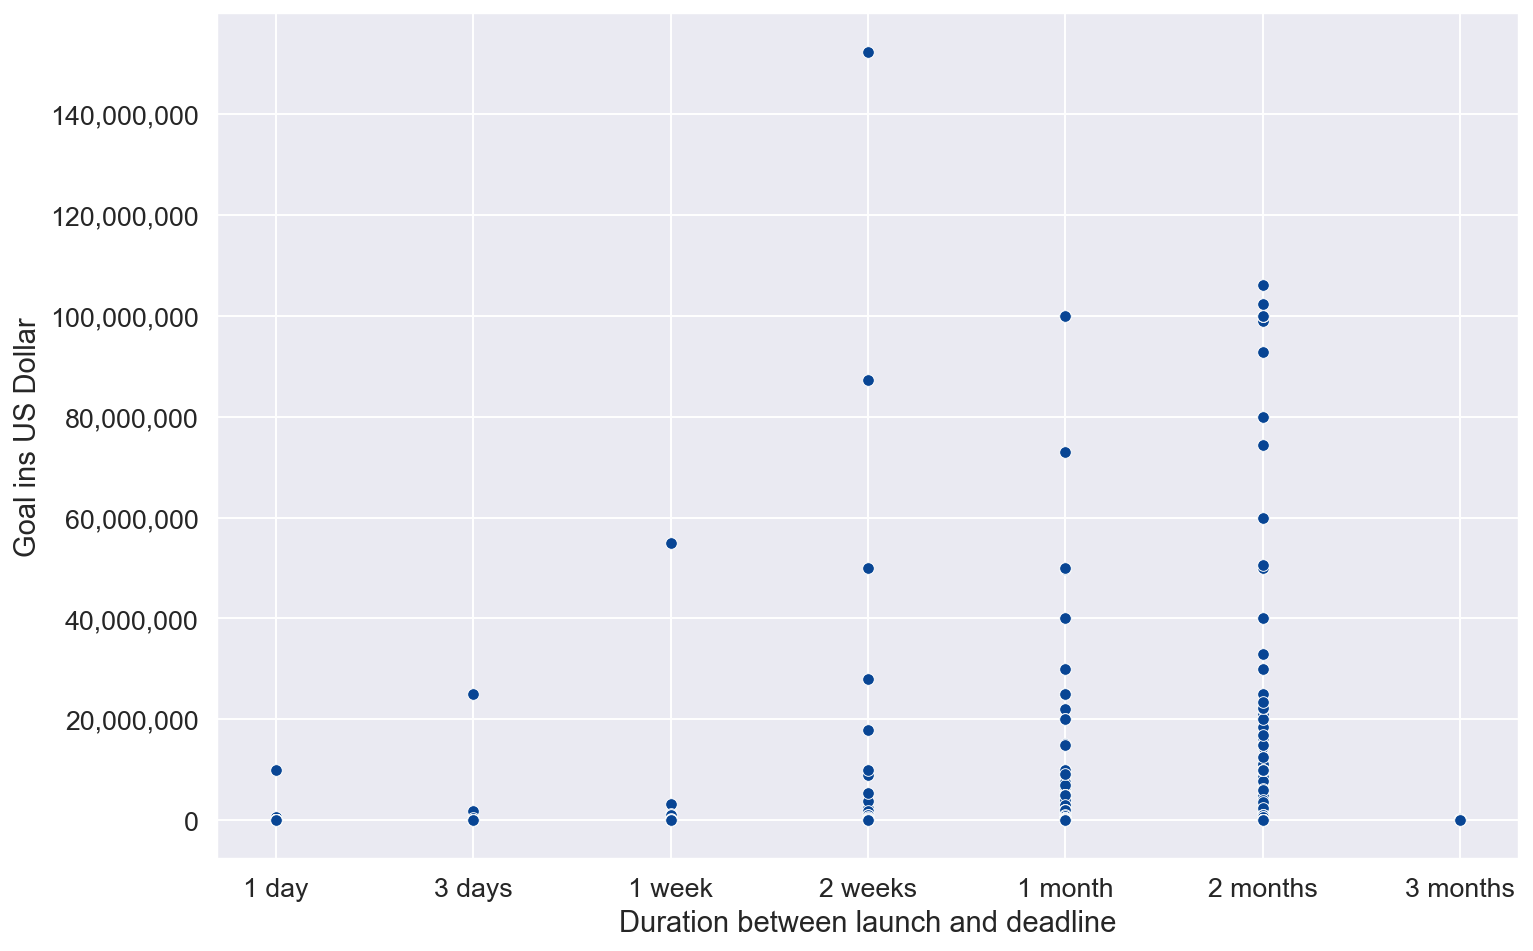 140,000,000
120,000,000
100,000,000
80,000,000
60,000,000
40,000,000
20,000,000
0
Goal ins US Dollar
1 day 3 days 1 week 2 weeks 1 month 2 months 3 months
Duration between launch and deadline